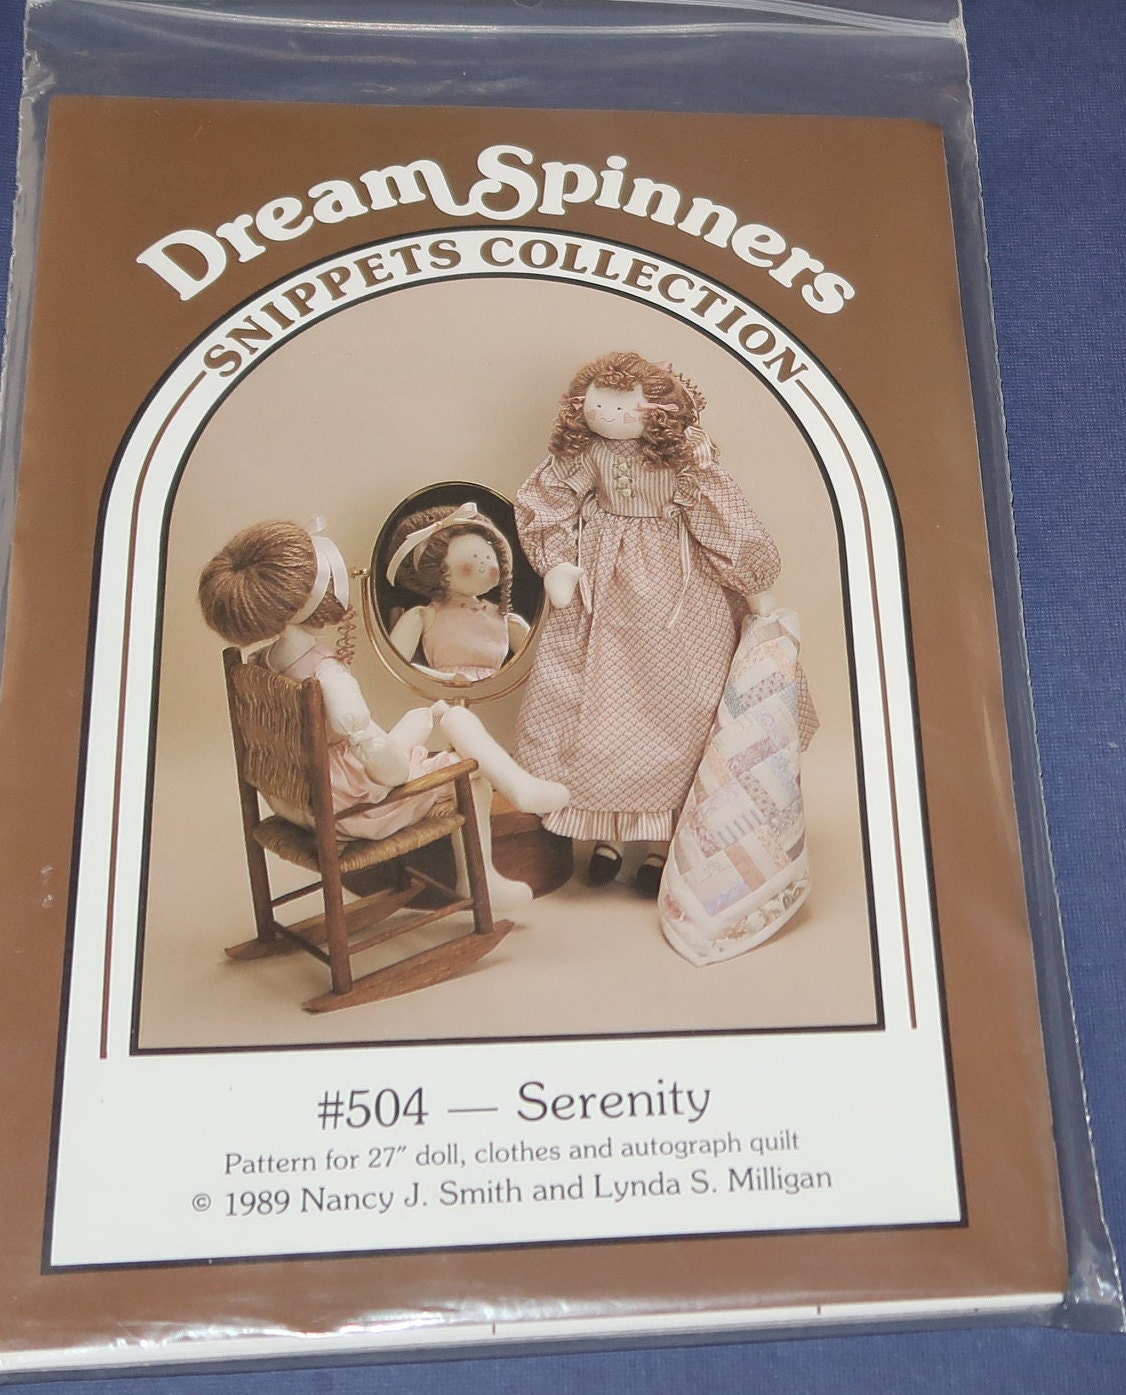 Dream Spinners
SNIPPETS COLLECTION
#504 — Serenity
Pattern for 27″ doll, clothes and autograph quilt
© 1989 Nancy J. Smith and Lynda S. Milligan